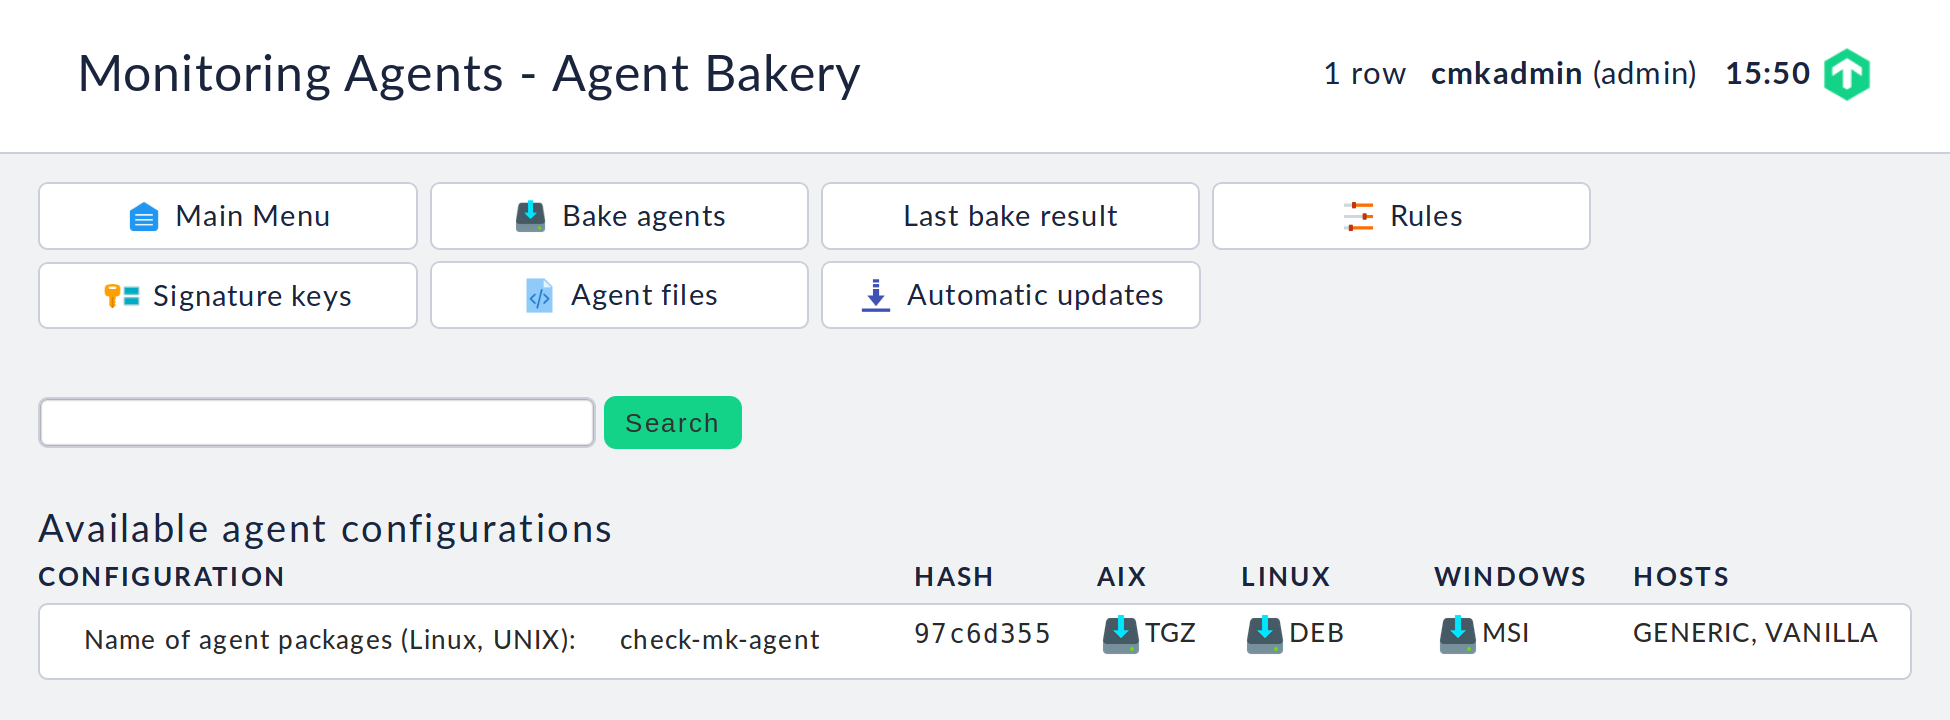 Monitoring Agents - Agent Bakery
1 row cmkadmin (admin) 15:50
Main Menu
Bake agents
Last bake result
Rules
Signature keys
Agent files
Automatic updates
Search
Available agent configurations
CONFIGURATION HASH AIX LINUX WINDOWS HOSTS
Name of agent packages (Linux, UNIX): check-mk-agent 97c6d355 TGZ DEB MSI GENERIC, VANILLA